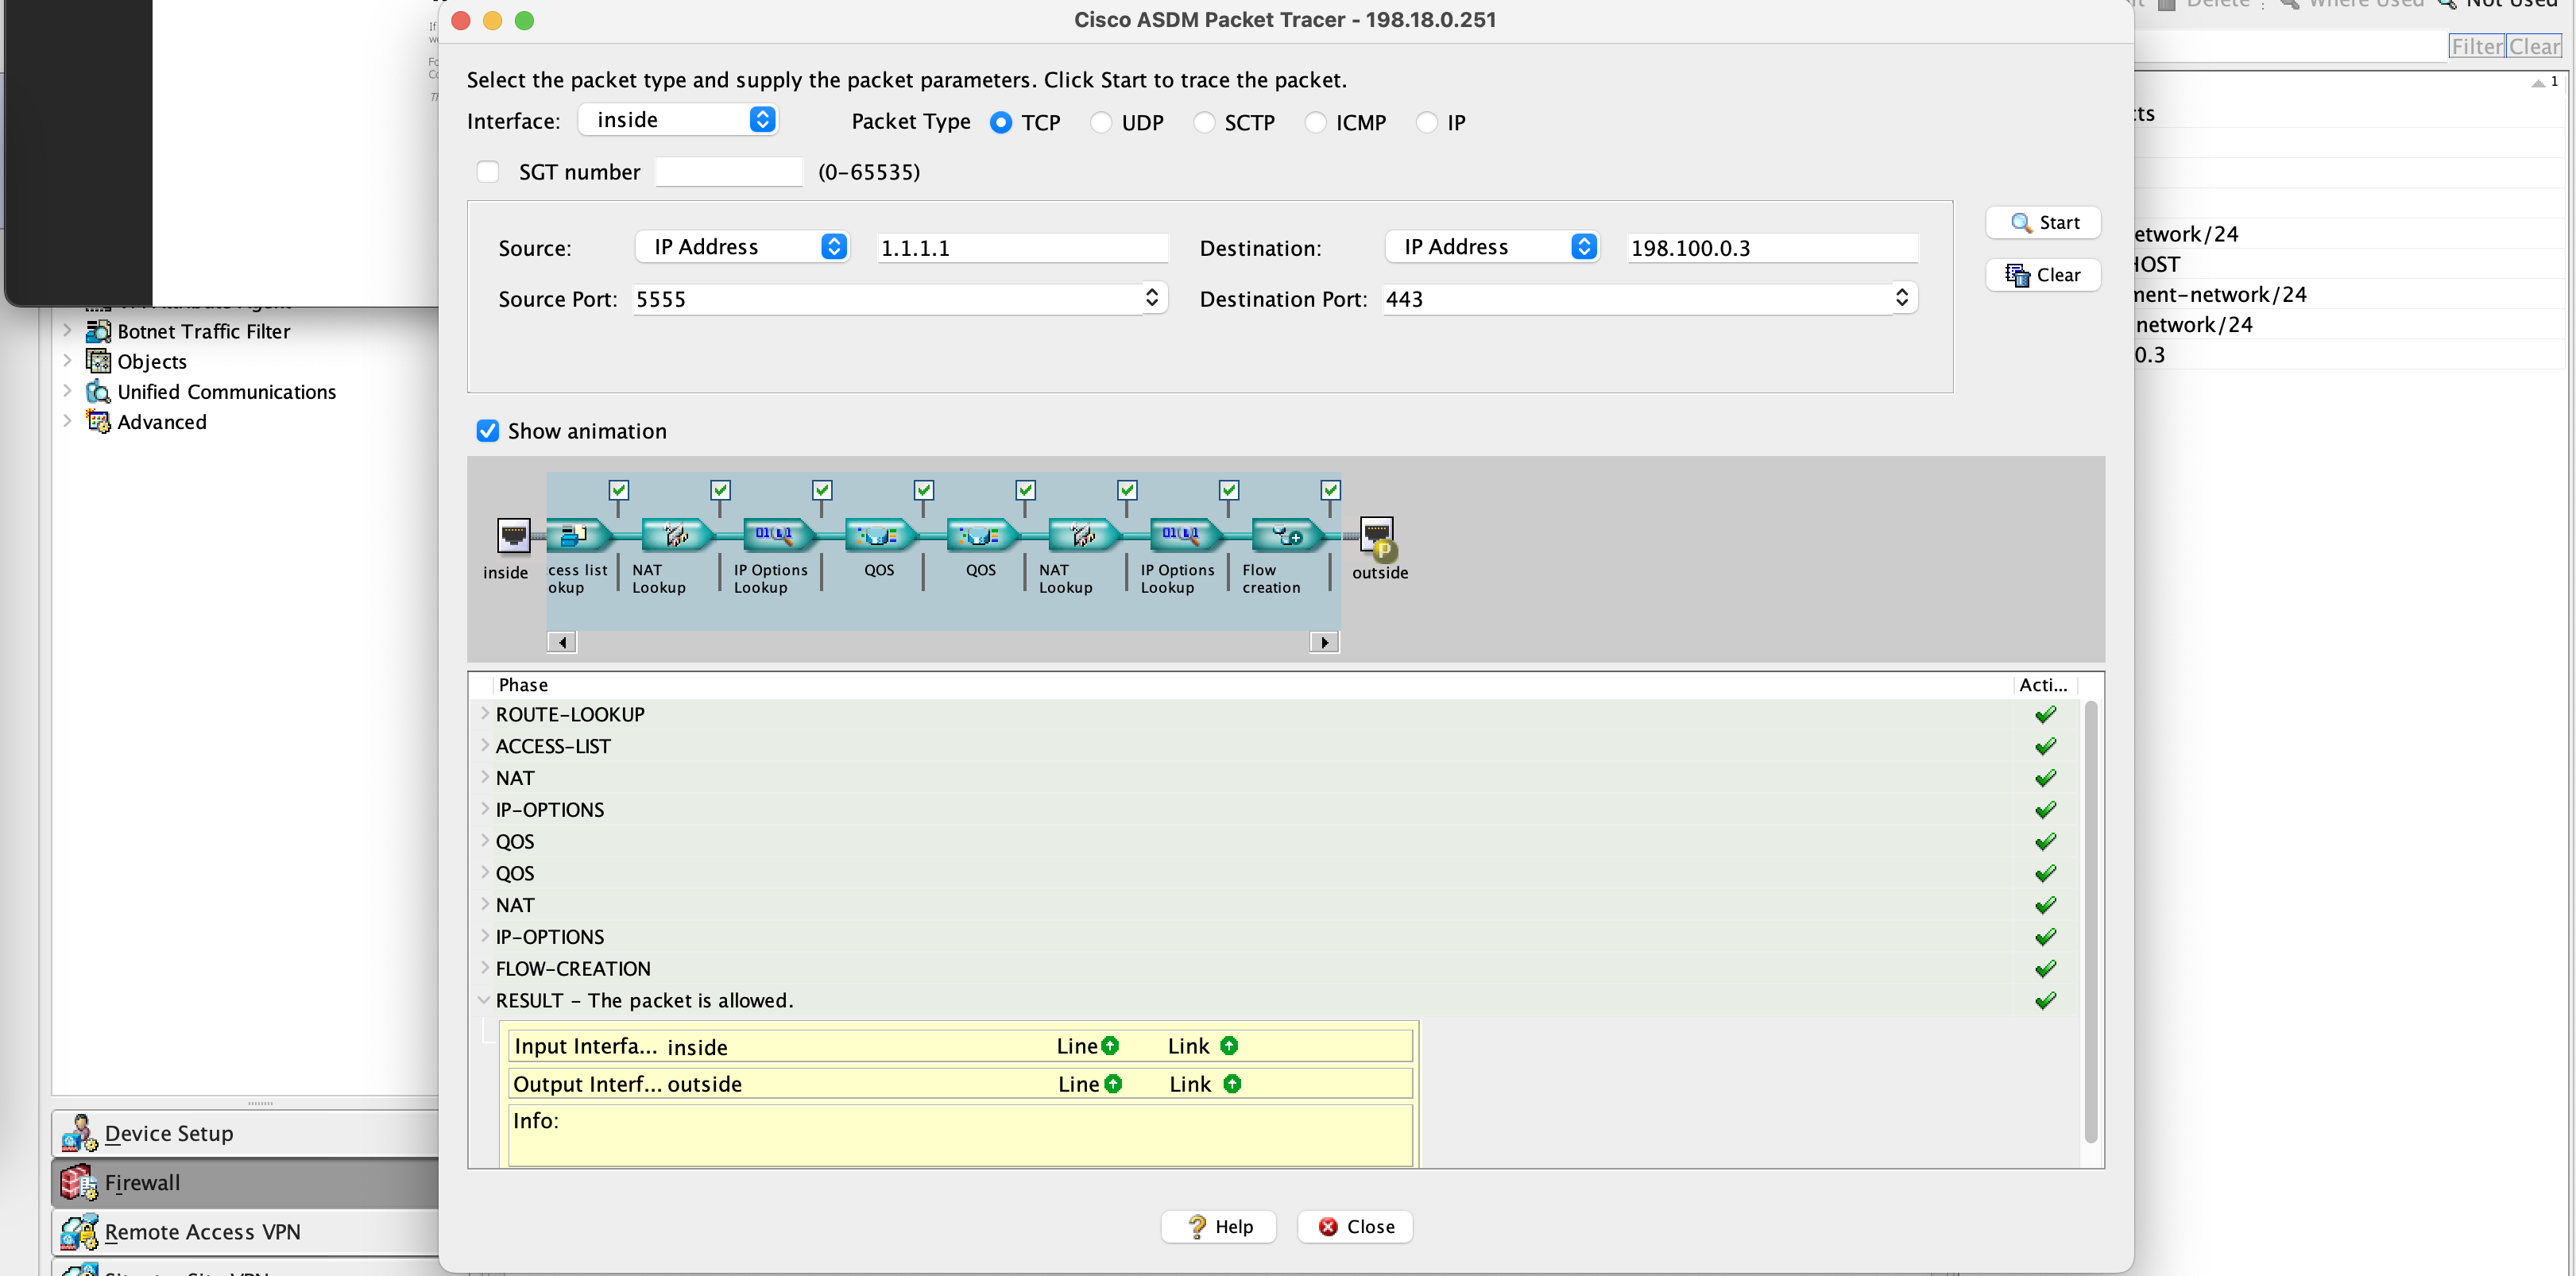 Cisco ASDM Packet Tracer - 198.18.0.251
Delete
Where Used
Not Used
Filter Clear
Select the packet type and supply the packet parameters. Click Start to trace the packet.
Interface: inside Packet Type TCP UDP SCTP ICMP IP
SGT number (0-65535)
Source: IP Address 1.1.1.1 Destination: IP Address 198.100.0.3
Source Port: 5555 Destination Port: 443
Start
Clear
1
cts
etwork/24
HOST
ment-network/24
network/24
0.3
Botnet Traffic Filter
Objects
Unified Communications
Advanced
Show animation
inside
cess list
okup
NAT
Lookup
IP Options
Lookup
QOS
QOS
NAT
Lookup
IP Options
Lookup
Flow
creation
P
outside
Phase Acti...
ROUTE-LOOKUP
ACCESS-LIST
NAT
IP-OPTIONS
QOS
QOS
NAT
IP-OPTIONS
FLOW-CREATION
RESULT - The packet is allowed.
Input Interfa... inside Line Link
Output Interf... outside Line Link
Info:
Device Setup
Firewall
Remote Access VPN
Help Close